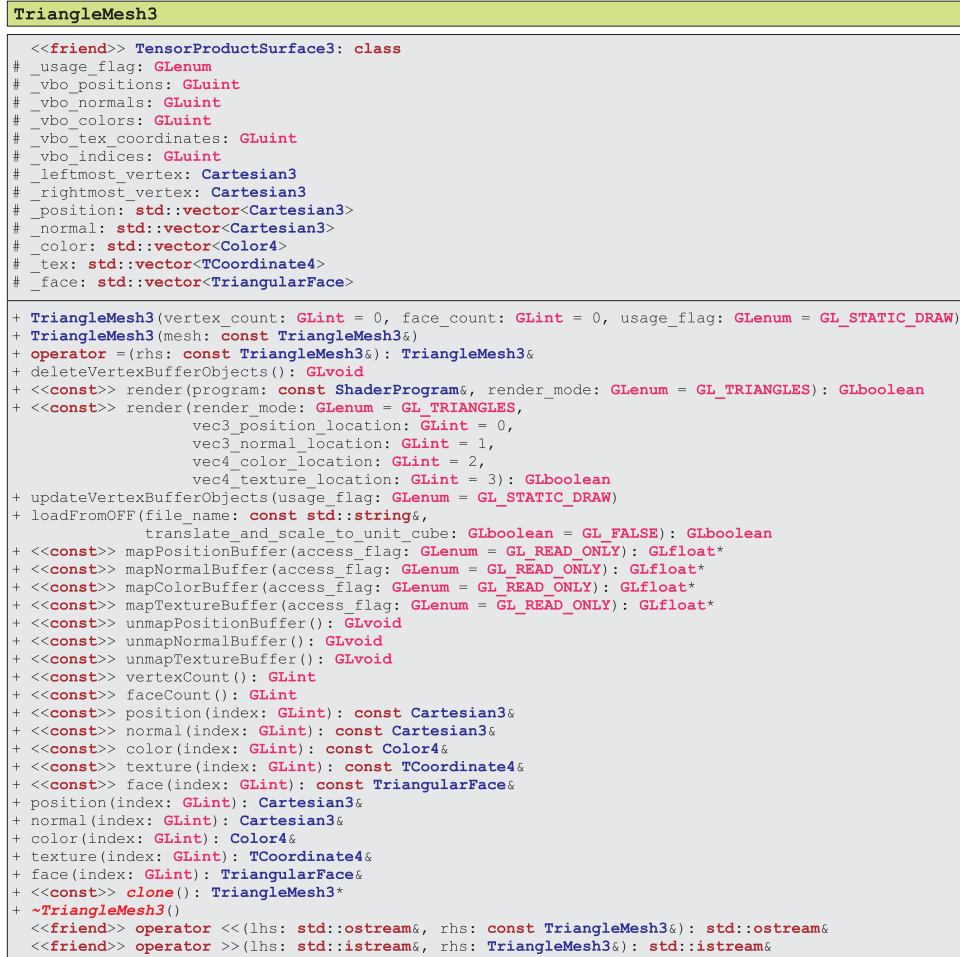 TriangleMesh3
<<friend>> TensorProductSurface3: class
# _usage_flag: GLenum
# _vbo_positions: GLuint
# _vbo_normals: GLuint
# _vbo_colors: GLuint
# _vbo_tex_coordinates: GLuint
# _vbo_indices: GLuint
# _leftmost_vertex: Cartesian3
# _rightmost_vertex: Cartesian3
# _position: std::vector<Cartesian3>
# _normal: std::vector<Cartesian3>
# _color: std::vector<Color4>
# _tex: std::vector<TCoordinate4>
# _face: std::vector<TriangularFace>
+ TriangleMesh3(vertex_count: GLint = 0, face_count: GLint = 0, usage_flag: GLenum = GL_STATIC_DRAW)
+ TriangleMesh3(mesh: const TriangleMesh3&)
+ operator =(rhs: const TriangleMesh3&): TriangleMesh3&
+ deleteVertexBufferObjects(): GLvoid
+ <<const>> render(program: const ShaderProgram&, render_mode: GLenum = GL_TRIANGLES): GLboolean
+ <<const>> render(render_mode: GLenum = GL_TRIANGLES,
vec3_position_location: GLint = 0,
vec3_normal_location: GLint = 1,
vec4_color_location: GLint = 2,
vec4_texture_location: GLint = 3): GLboolean
+ updateVertexBufferObjects(usage_flag: GLenum = GL_STATIC_DRAW)
+ loadFromOFF(file_name: const std::string&,
translate_and_scale_to_unit_cube: GLboolean = GL_FALSE): GLboolean
+ <<const>> mapPositionBuffer(access_flag: GLenum = GL_READ_ONLY): GLfloat*
+ <<const>> mapNormalBuffer(access_flag: GLenum = GL_READ_ONLY): GLfloat*
+ <<const>> mapColorBuffer(access_flag: GLenum = GL_READ_ONLY): GLfloat*
+ <<const>> mapTextureBuffer(access_flag: GLenum = GL_READ_ONLY): GLfloat*
+ <<const>> unmapPositionBuffer(): GLvoid
+ <<const>> unmapNormalBuffer(): GLvoid
+ <<const>> unmapTextureBuffer(): GLvoid
+ <<const>> vertexCount(): GLint
+ <<const>> faceCount(): GLint
+ <<const>> position(index: GLint): const Cartesian3&
+ <<const>> normal(index: GLint): const Cartesian3&
+ <<const>> color(index: GLint): const Color4&
+ <<const>> texture(index: GLint): const TCoordinate4&
+ <<const>> face(index: GLint): const TriangularFace&
+ position(index: GLint): Cartesian3&
+ normal(index: GLint): Cartesian3&
+ color(index: GLint): Color4&
+ texture(index: GLint): TCoordinate4&
+ face(index: GLint): TriangularFace&
+ <<const>> clone(): TriangleMesh3*
+ ~TriangleMesh3()
<<friend>> operator <<(lhs: std::ostream&, rhs: const TriangleMesh3&): std::ostream&
<<friend>> operator >>(lhs: std::istream&, rhs: TriangleMesh3&): std::istream&